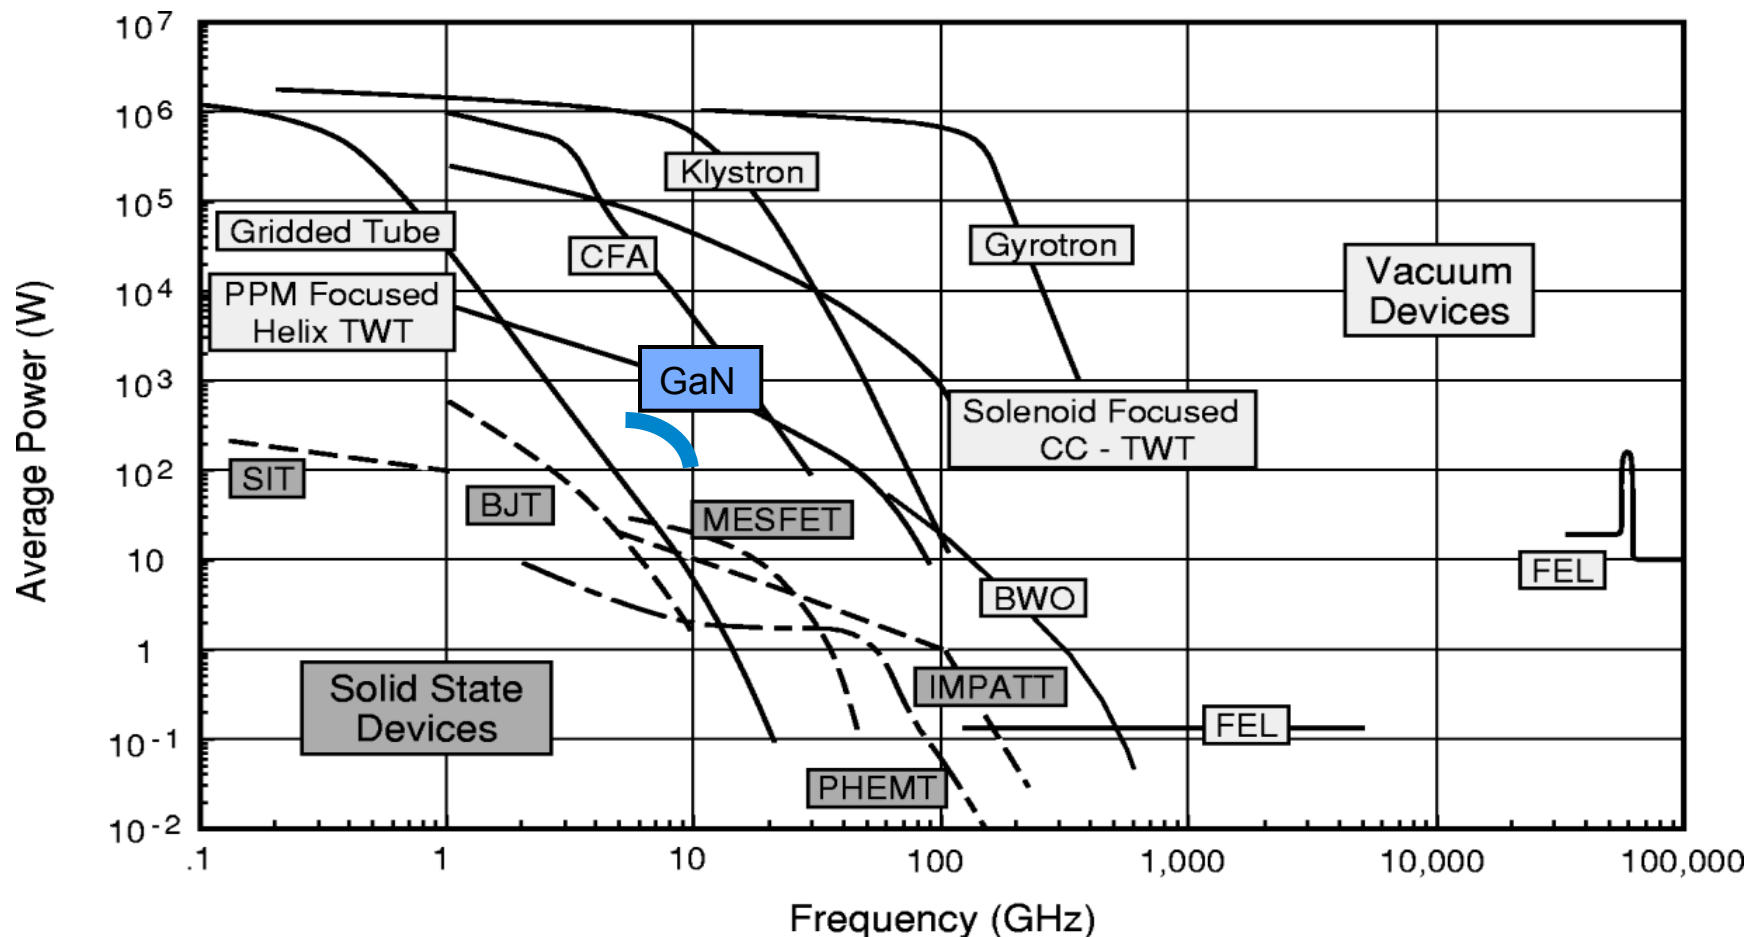 10^7
10^6
10^5
10^4
10^3
10^2
10
1
10^-1
10^-2
Average Power (W)
Klystron
Gridded Tube
CFA
Gyrotron
Vacuum
Devices
PPM Focused
Helix TWT
GaN
Solenoid Focused
CC - TWT
SIT
BJT
MESFET
FEL
BWO
Solid State
Devices
IMPATT
FEL
PHEMT
.1
1
10
100
1,000
10,000
100,000
Frequency (GHz)